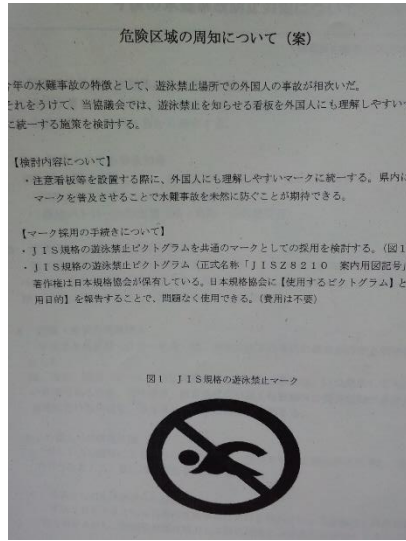 危険区域の周知について（案）
今年の水難事故の特徴として、遊泳禁止場所での外国人の事故が相次いだ。
それをうけて、当協議会では、遊泳禁止を知らせる看板を外国人にも理解しやすい
に統一する施策を検討する。
【検討内容について】
・注意看板等を設置する際に、外国人にも理解しやすいマークに統一する。県内に
マークを普及させることで水難事故を未然に防ぐことが期待できる。
【マーク採用の手続きについて】
・ＪＩＳ規格の遊泳禁止ピクトグラムを共通のマークとしての採用を検討する。（図１
・ＪＩＳ規格の遊泳禁止ピクトグラム（正式名称「ＪＩＳＺ８２１０　案内用図記号」
著作権は日本規格協会が保有している。日本規格協会に【使用するピクトグラム】と
用目的】を報告することで、問題なく使用できる。（費用は不要）
図１　ＪＩＳ規格の遊泳禁止マーク